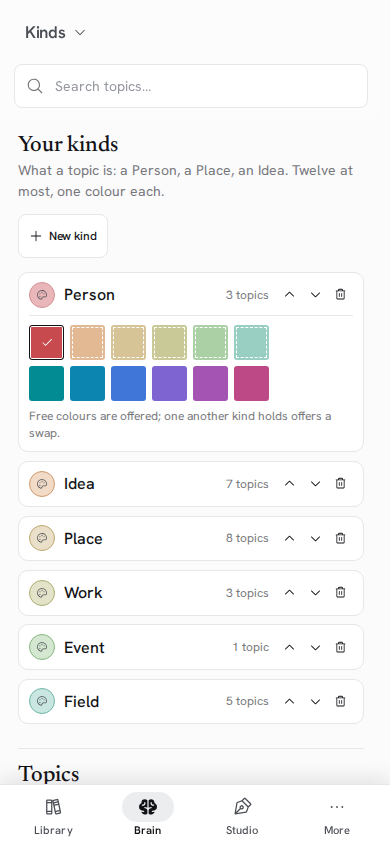 Kinds
Search topics...
Your kinds
What a topic is: a Person, a Place, an Idea. Twelve at
most, one colour each.
New kind
Person 3 topics
Free colours are offered; one another kind holds offers a
swap.
Idea 7 topics
Place 8 topics
Work 3 topics
Event 1 topic
Field 5 topics
Topics
Library Brain Studio More